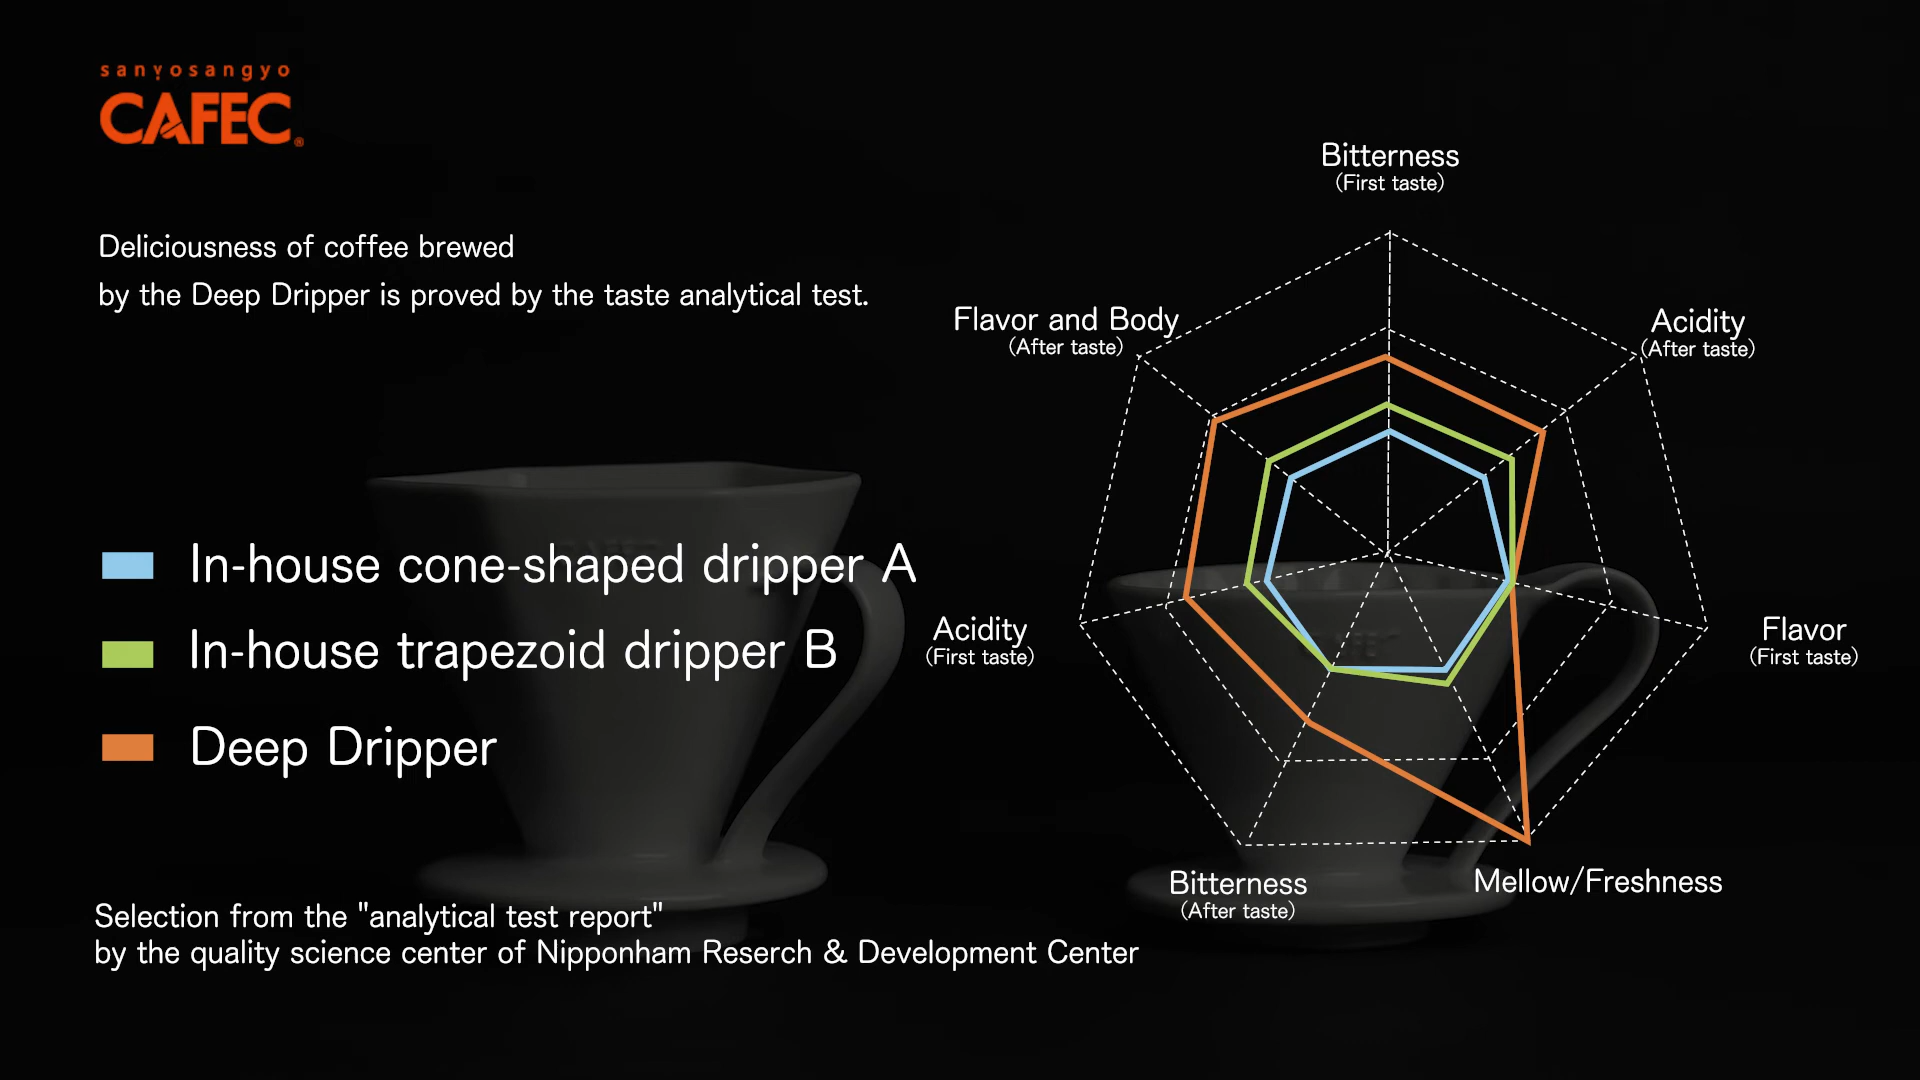 sanyosangyo
CAFEC®
Deliciousness of coffee brewed
by the Deep Dripper is proved by the taste analytical test.
In-house cone-shaped dripper A
In-house trapezoid dripper B
Deep Dripper
Selection from the "analytical test report"
by the quality science center of Nipponham Reserch & Development Center
Bitterness
(First taste)
Flavor and Body
(After taste)
Acidity
(After taste)
Acidity
(First taste)
Flavor
(First taste)
Bitterness
(After taste)
Mellow/Freshness